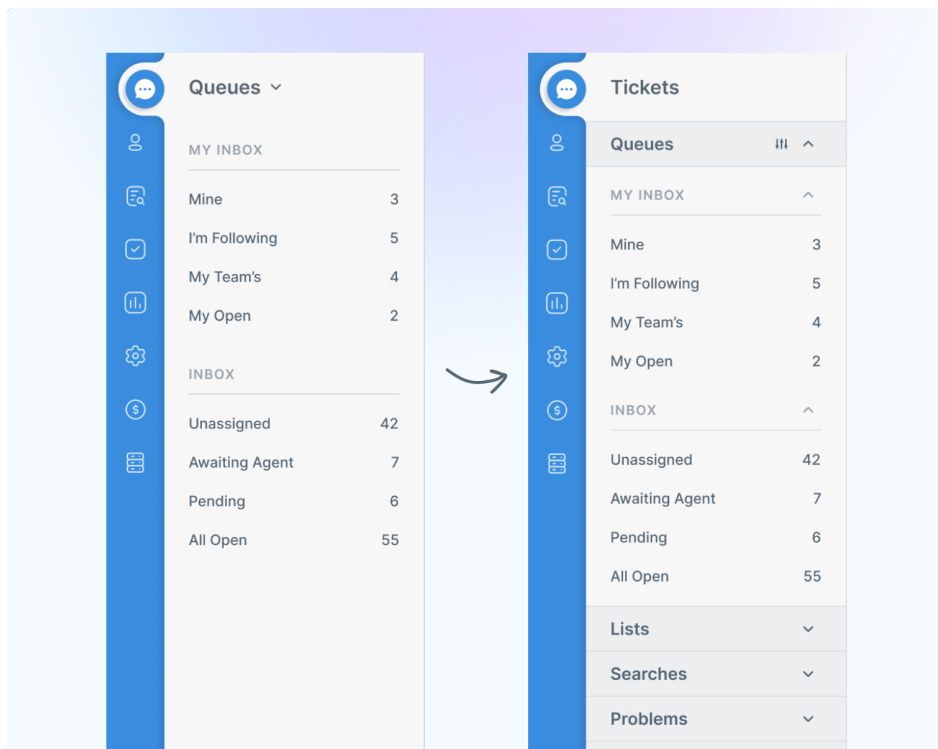 Queues
MY INBOX
Mine 3
I'm Following 5
My Team's 4
My Open 2
INBOX
Unassigned 42
Awaiting Agent 7
Pending 6
All Open 55
Tickets
Queues
MY INBOX
Mine 3
I'm Following 5
My Team's 4
My Open 2
INBOX
Unassigned 42
Awaiting Agent 7
Pending 6
All Open 55
Lists
Searches
Problems